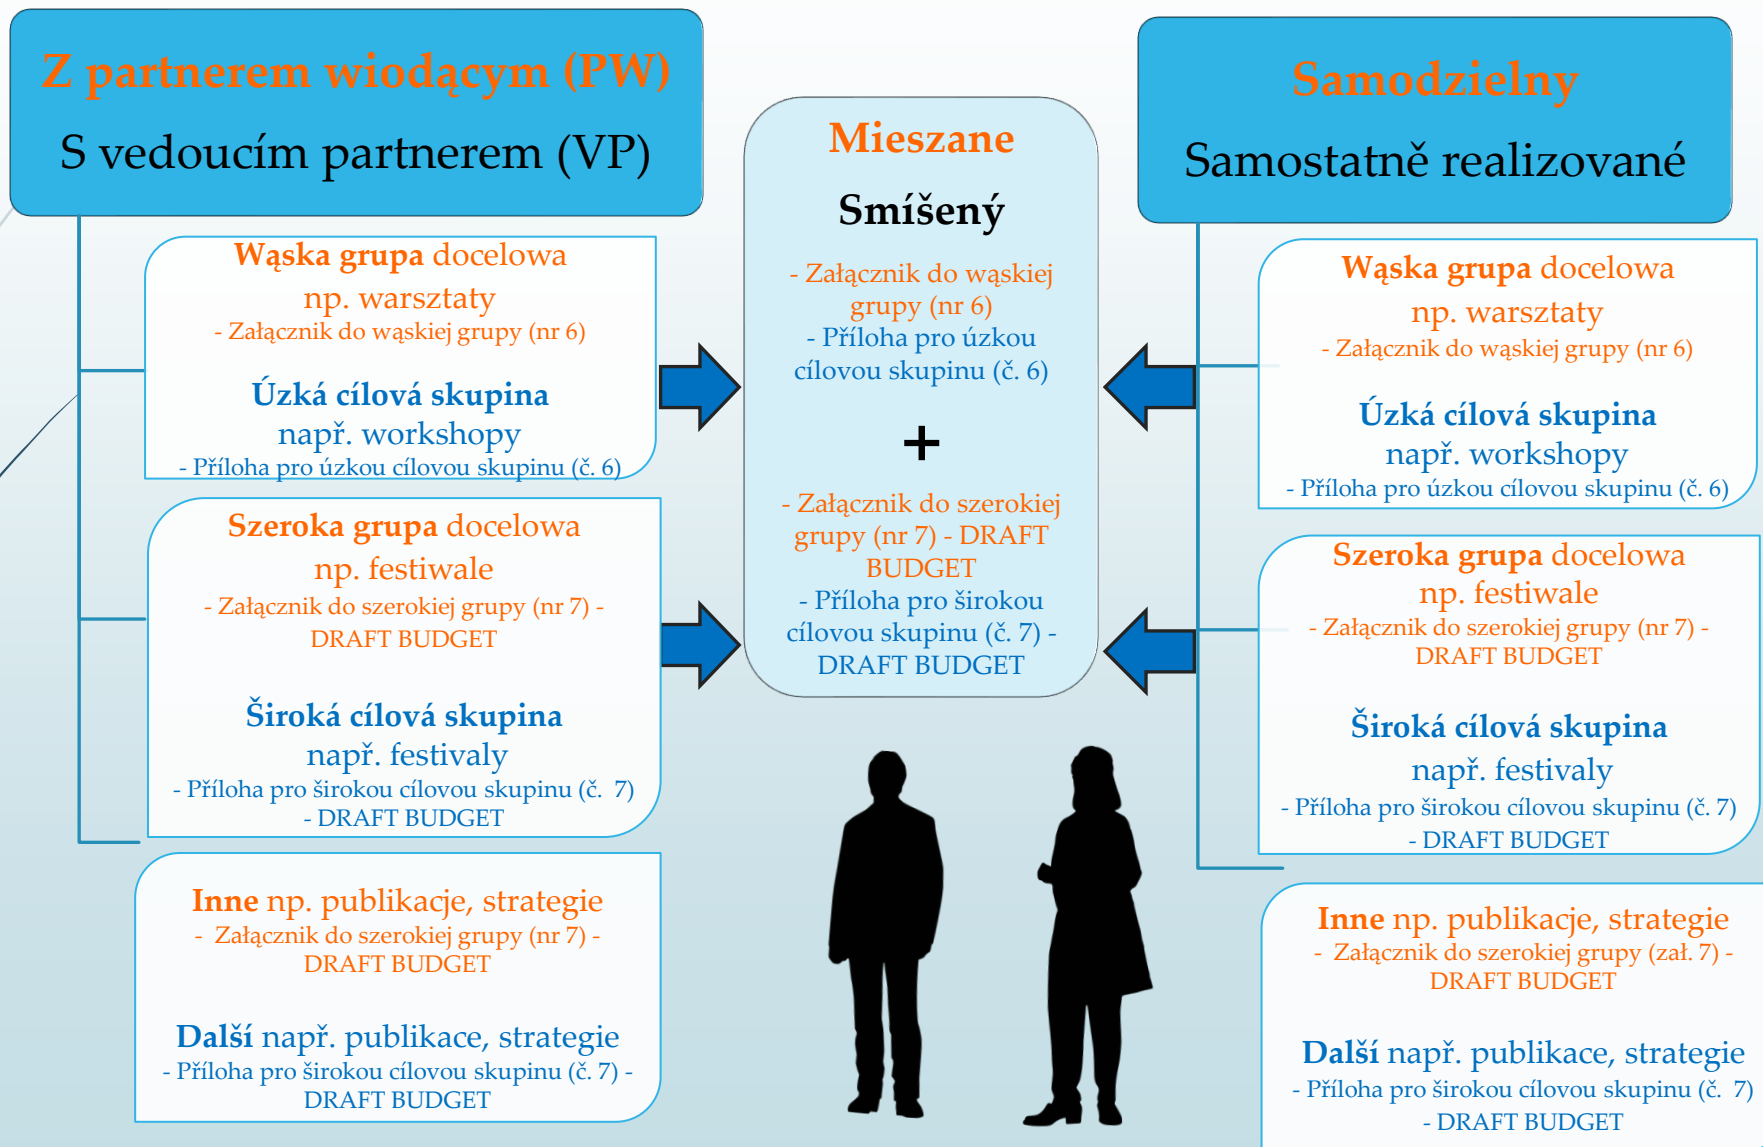 Z partnerem wiodącym (PW)
S vedoucím partnerem (VP)
Wąska grupa docelowa
np. warsztaty
- Załącznik do wąskiej grupy (nr 6)
Úzká cílová skupina
např. workshopy
- Příloha pro úzkou cílovou skupinu (č. 6)
Szeroka grupa docelowa
np. festiwale
- Załącznik do szerokiej grupy (nr 7) -
DRAFT BUDGET
Široká cílová skupina
např. festivaly
- Příloha pro širokou cílovou skupinu (č. 7)
- DRAFT BUDGET
Inne np. publikacje, strategie
- Załącznik do szerokiej grupy (nr 7) -
DRAFT BUDGET
Další např. publikace, strategie
- Příloha pro širokou cílovou skupinu (č. 7) -
DRAFT BUDGET
Mieszane
Smíšený
- Załącznik do wąskiej
grupy (nr 6)
- Příloha pro úzkou
cílovou skupinu (č. 6)
+
- Załącznik do szerokiej
grupy (nr 7) - DRAFT
BUDGET
- Příloha pro širokou
cílovou skupinu (č. 7) -
DRAFT BUDGET
Samodzielny
Samostatně realizované
Wąska grupa docelowa
np. warsztaty
- Załącznik do wąskiej grupy (nr 6)
Úzká cílová skupina
např. workshopy
- Příloha pro úzkou cílovou skupinu (č. 6)
Szeroka grupa docelowa
np. festiwale
- Załącznik do szerokiej grupy (nr 7) -
DRAFT BUDGET
Široká cílová skupina
např. festivaly
- Příloha pro širokou cílovou skupinu (č. 7)
- DRAFT BUDGET
Inne np. publikacje, strategie
- Załącznik do szerokiej grupy (zał. 7) -
DRAFT BUDGET
Další např. publikace, strategie
- Příloha pro širokou cílovou skupinu (č. 7)
- DRAFT BUDGET